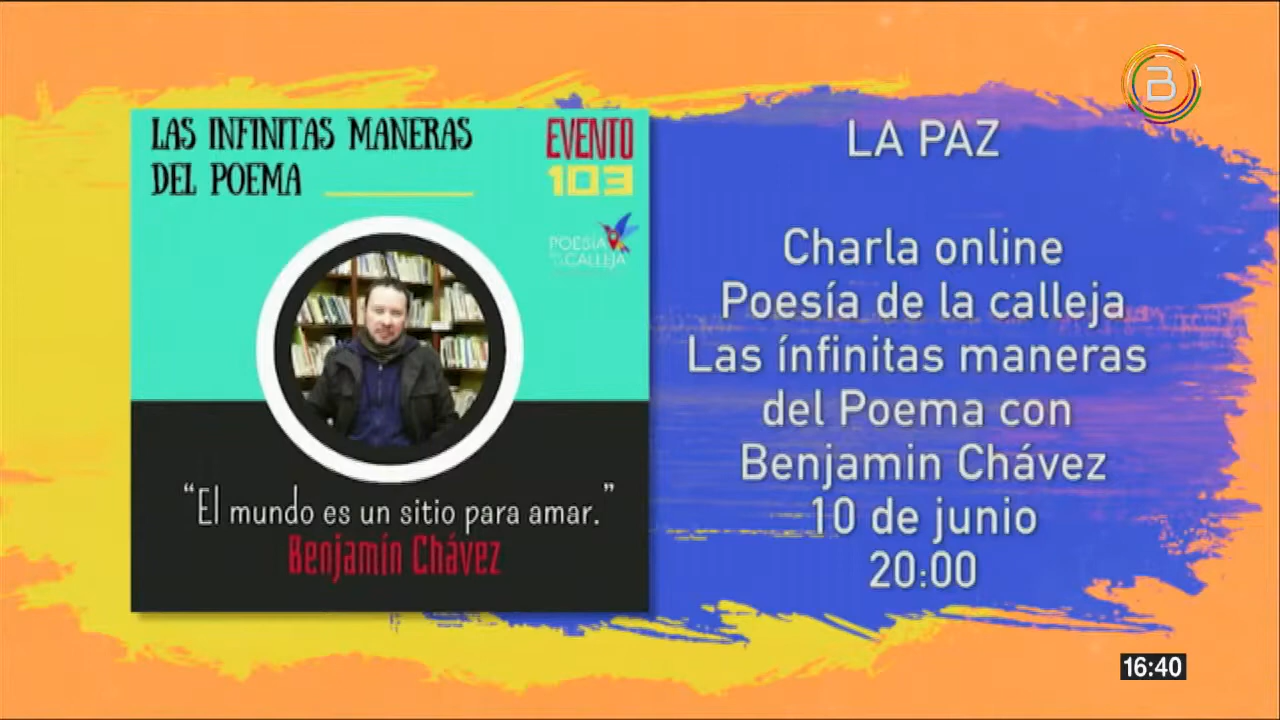 LAS INFINITAS MANERAS
DEL POEMA
EVENTO
103
POESÍA
CALLEJA
"El mundo es un sitio para amar."
Benjamín Chávez
B
LA PAZ
Charla online
Poesía de la calleja
Las ínfinitas maneras
del Poema con
Benjamin Chávez
10 de junio
20:00
16:40